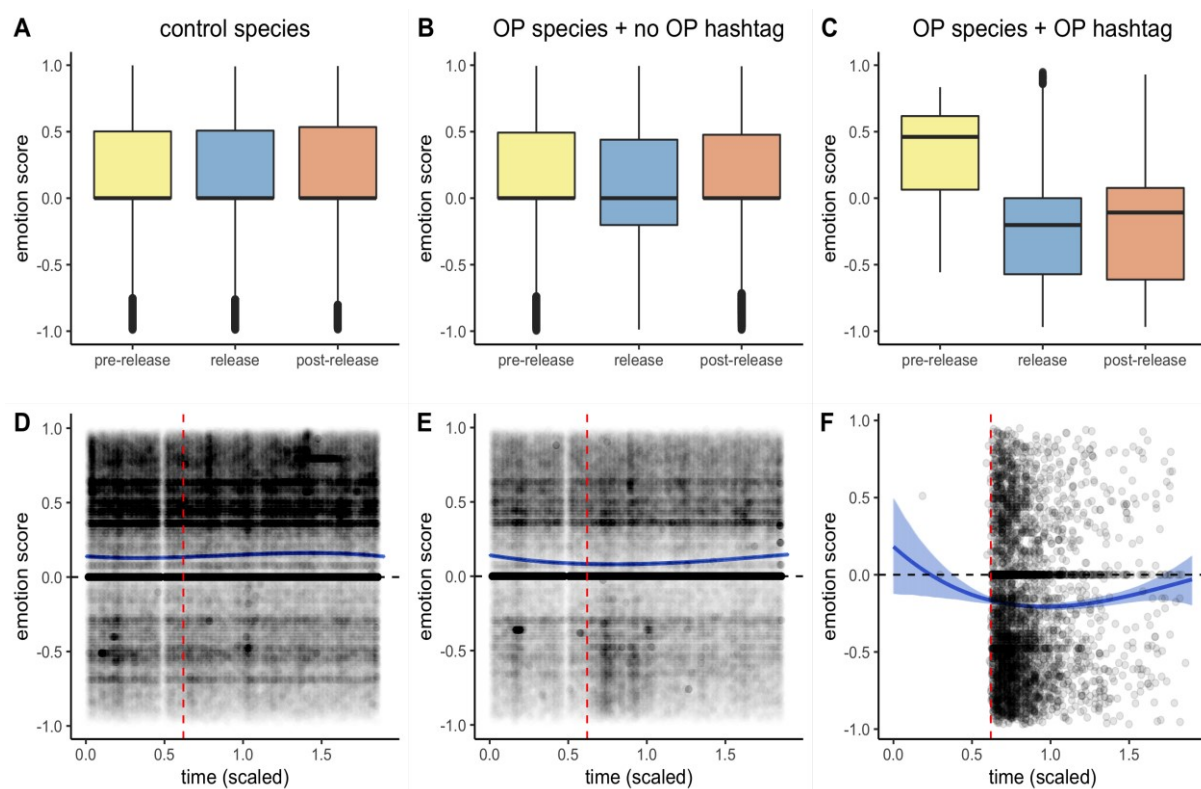 A control species
B OP species + no OP hashtag
C OP species + OP hashtag
emotion score
1.0
0.5
0.0
-0.5
-1.0
pre-release release post-release
emotion score
1.0
0.5
0.0
-0.5
-1.0
pre-release release post-release
emotion score
1.0
0.5
0.0
-0.5
-1.0
pre-release release post-release
D
emotion score
1.0
0.5
0.0
-0.5
-1.0
0.0 0.5 1.0 1.5
time (scaled)
E
emotion score
1.0
0.5
0.0
-0.5
-1.0
0.0 0.5 1.0 1.5
time (scaled)
F
emotion score
1.0
0.5
0.0
-0.5
-1.0
0.0 0.5 1.0 1.5
time (scaled)